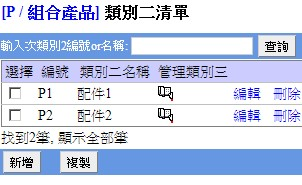 [P / 組合產品] 類別二清單
輸入次類別2編號or名稱: 查詢
選擇 編號 類別二名稱 管理類別三
P1 配件1 編輯 刪除
P2 配件2 編輯 刪除
找到2筆, 顯示全部筆
新增 複製